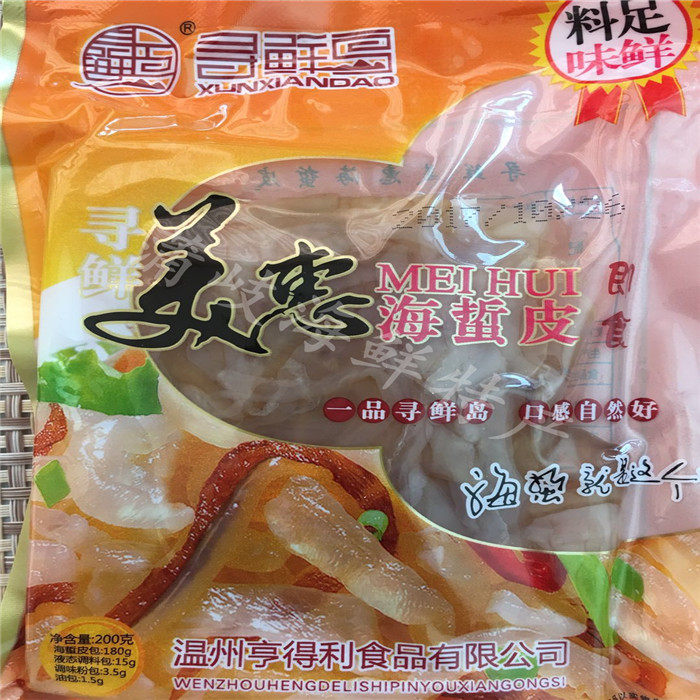 寻鲜岛®
XUNXIANDAO
料足
味鲜
寻鲜
美惠
MEI HUI
海蜇皮
即食
一品寻鲜岛 口感自然好
净含量:200克
海蜇皮包:180g
液态调料包:15g
调味粉包:3.5g
油包:1.5g
温州亨得利食品有限公司
WENZHOUHENGDELISHIPINYOUXIANGONGSI